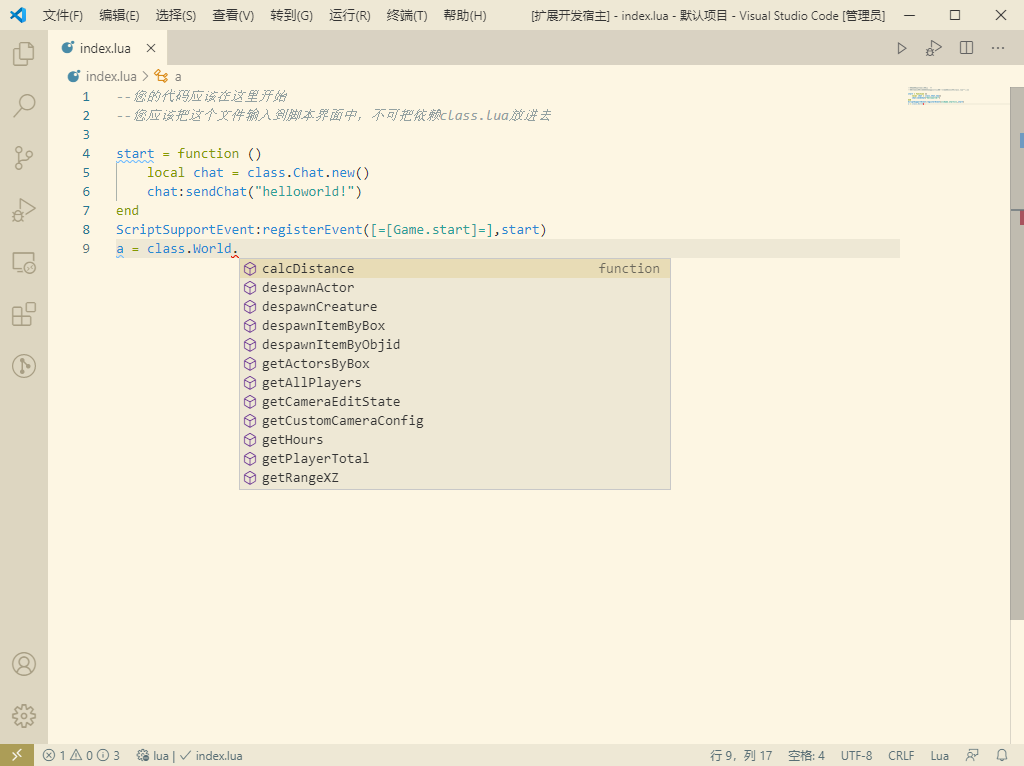 文件(F) 编辑(E) 选择(S) 查看(V) 转到(G) 运行(R) 终端(T) 帮助(H) [扩展开发宿主] - index.lua - 默认项目 - Visual Studio Code [管理员]
index.lua
index.lua > a
1 --您的代码应该在这里开始
2 --您应该把这个文件输入到脚本界面中，不可把依赖class.lua放进去
3
4 start = function ()
5 local chat = class.Chat.new()
6 chat:sendChat("helloworld!")
7 end
8 ScriptSupportEvent:registerEvent([=[Game.start]=],start)
9 a = class.World.
calcDistance function
despawnActor
despawnCreature
despawnItemByBox
despawnItemByObjid
getActorsByBox
getAllPlayers
getCameraEditState
getCustomCameraConfig
getHours
getPlayerTotal
getRangeXZ
1 0 3 lua | index.lua 行 9，列 17 空格: 4 UTF-8 CRLF Lua